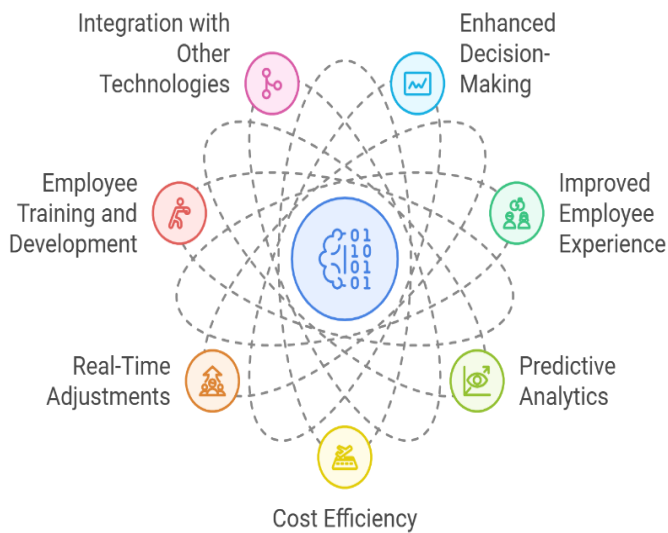 Integration with
Other
Technologies
Enhanced
Decision-
Making
Employee
Training and
Development
Improved
Employee
Experience
01
10
01
01
Real-Time
Adjustments
Predictive
Analytics
Cost Efficiency